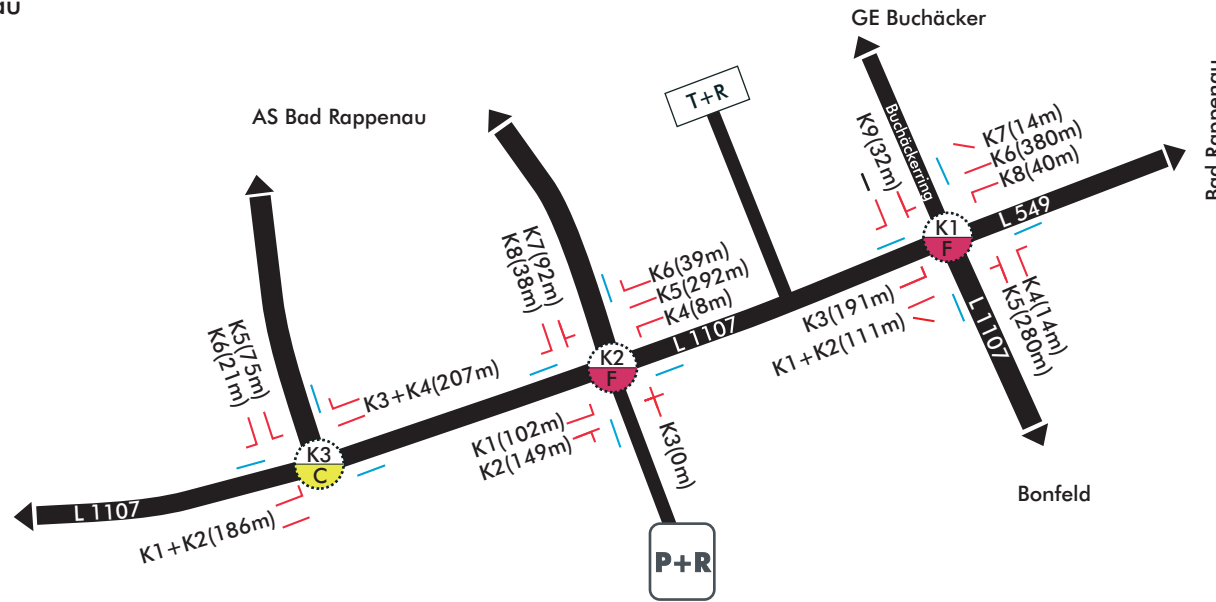 au
GE Buchäcker
AS Bad Rappenau
T+R
Bad Rappenau
Buchäckerring
K9(32m)
I
K7(14m)
K6(380m)
K8(40m)
L 549
K1
F
K4(14m)
K5(280m)
L 1107
K3(191m)
K1+K2(111m)
Bonfeld
K7(92m)
K8(38m)
K6(39m)
K5(292m)
K4(8m)
L 1107
K2
F
K1(102m)
K2(149m)
K3(0m)
P+R
K5(75m)
K6(21m)
K3+K4(207m)
K3
C
L 1107
K1+K2(186m)